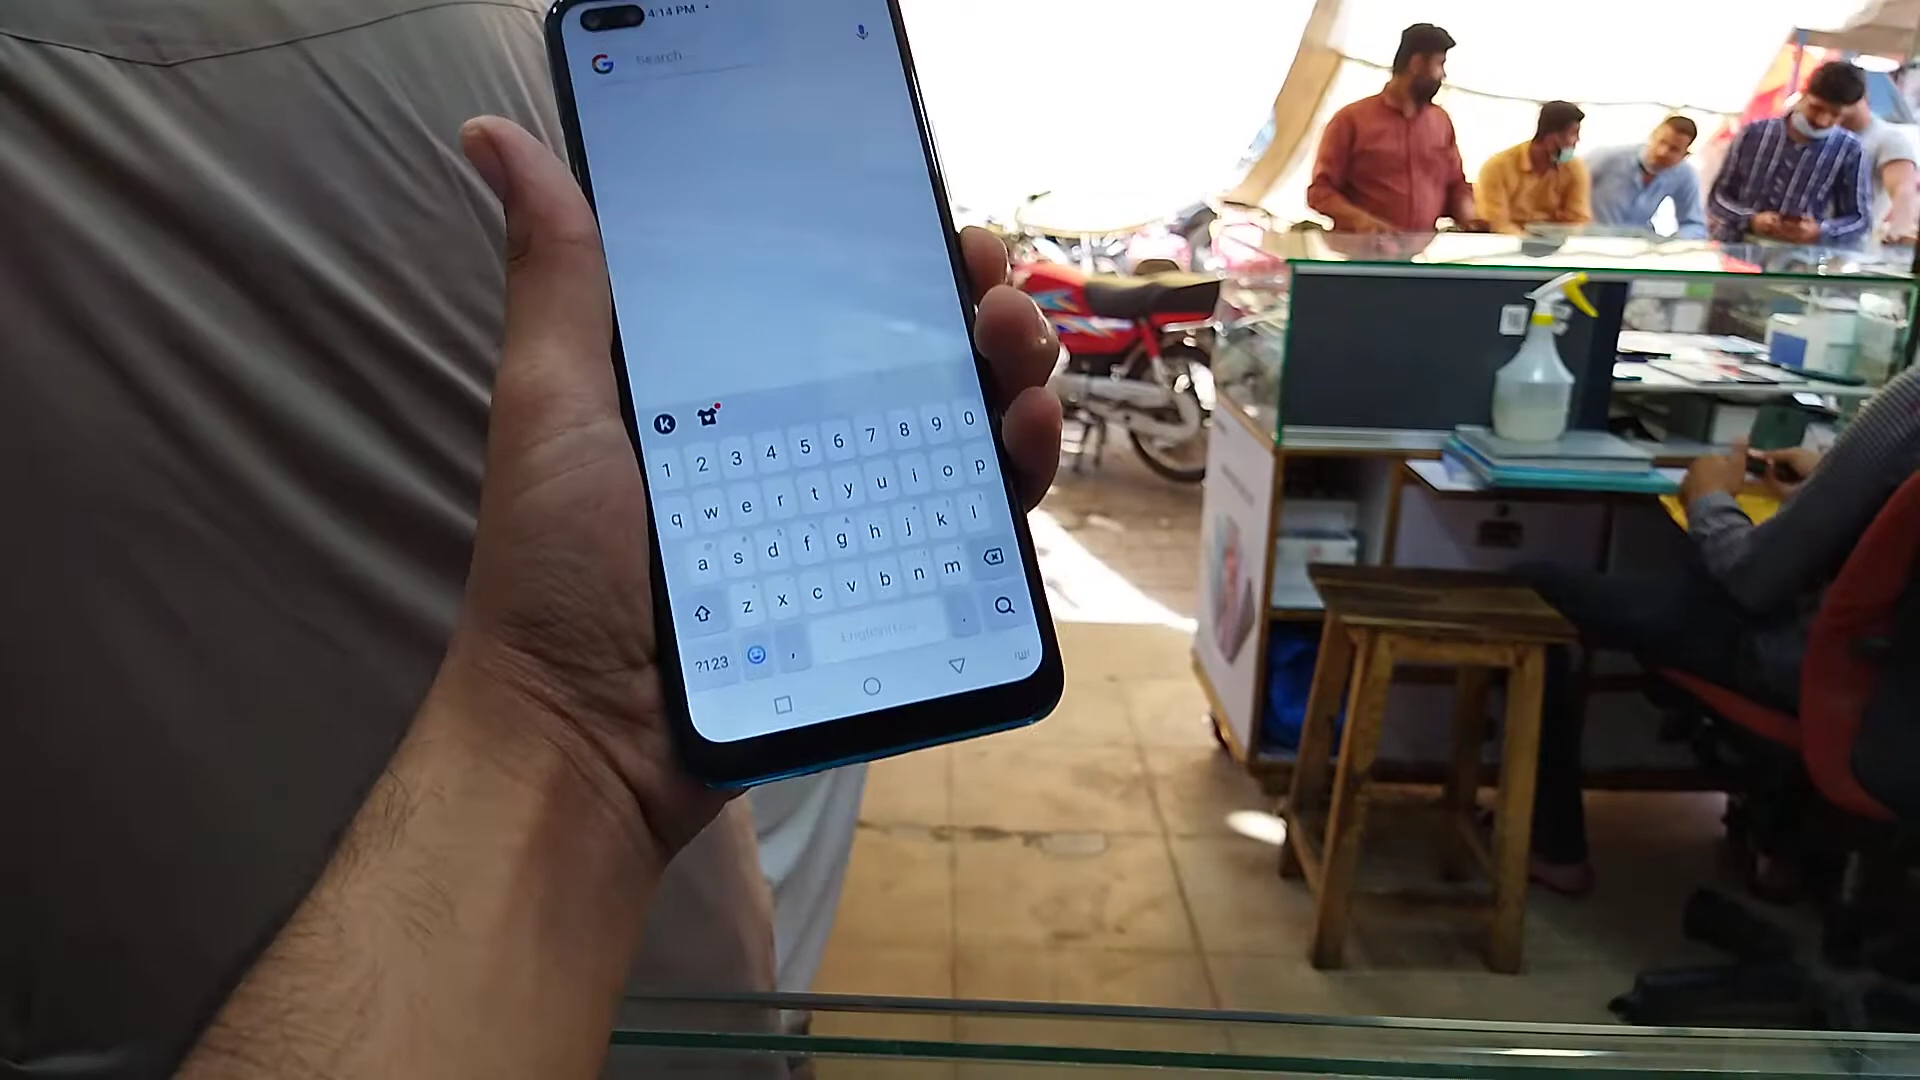 4:14 PM
G Search
k
1 2 3 4 5 6 7 8 9 0
q w e r t y u i o p
a s d f g h j k l
z x c v b n m
?123 , .